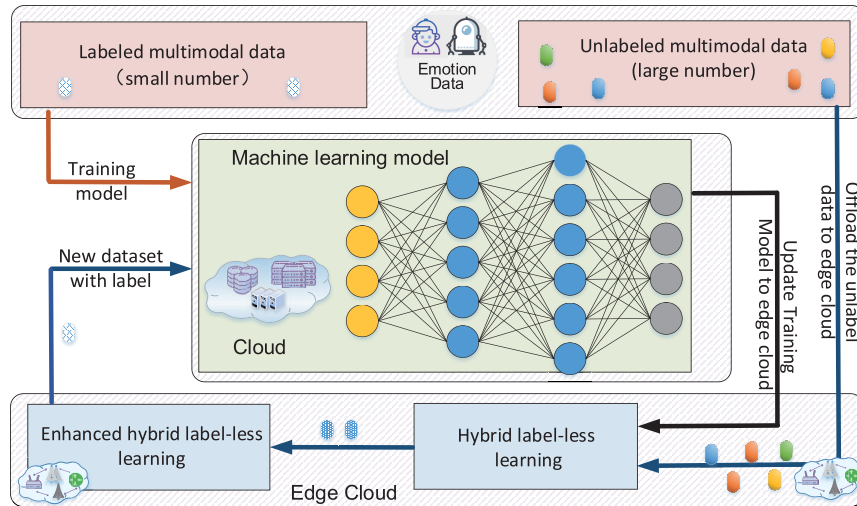 Labeled multimodal data
（small number）
Emotion
Data
Unlabeled multimodal data
(large number)
Training
model
Machine learning model
New dataset
with label
Cloud
Update Training
Model to edge cloud
Offload the unlabel
data to edge cloud
Enhanced hybrid label-less
learning
Hybrid label-less
learning
Edge Cloud